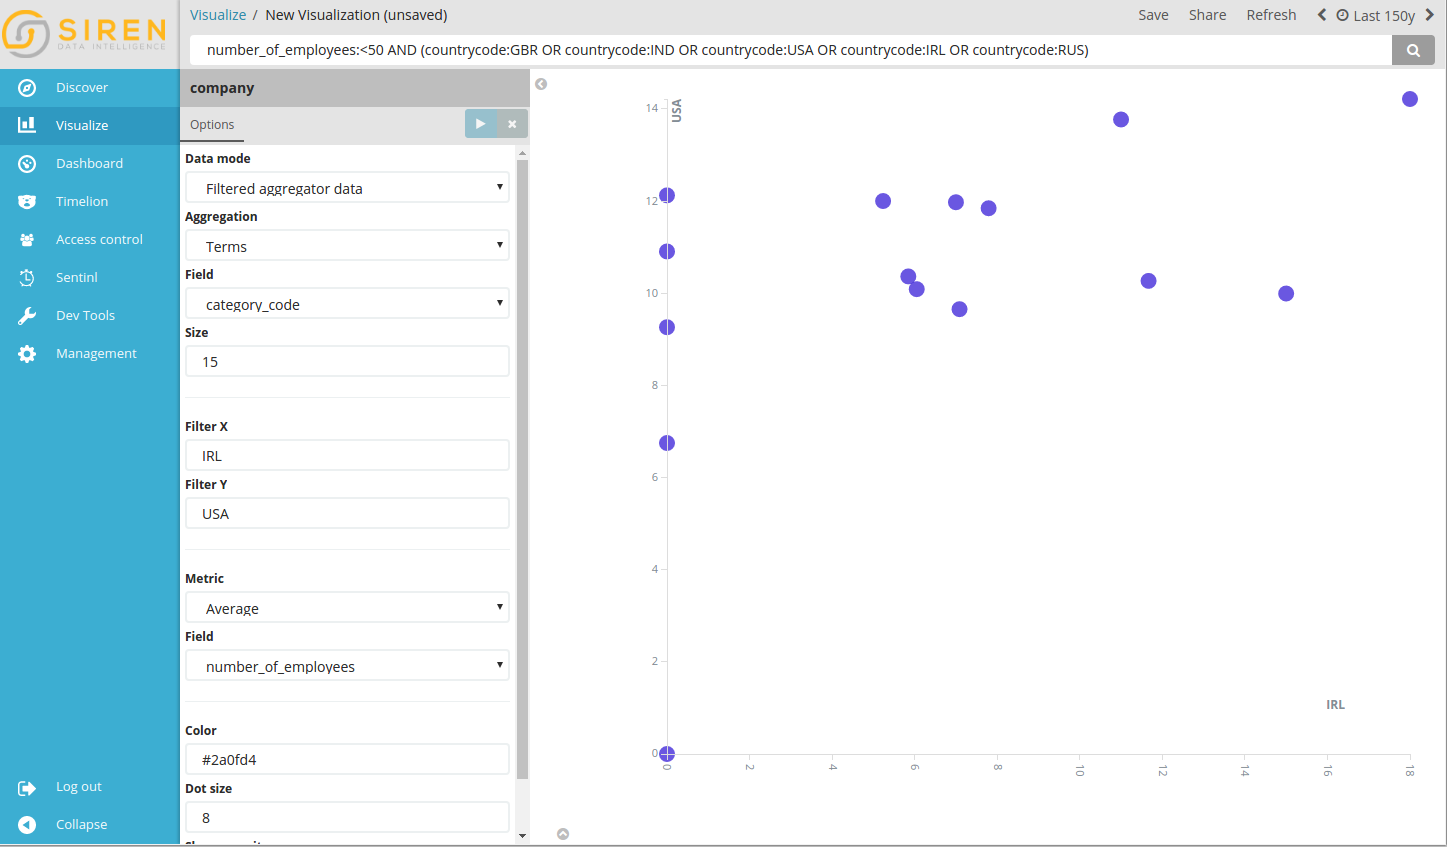 SIREN
DATA INTELLIGENCE
Visualize / New Visualization (unsaved)
Save Share Refresh Last 150y
number_of_employees:<50 AND (countrycode:GBR OR countrycode:IND OR countrycode:USA OR countrycode:IRL OR countrycode:RUS)
Discover
Visualize
Dashboard
Timelion
Access control
Sentinl
Dev Tools
Management
Log out
Collapse
company
Options
Data mode
Filtered aggregator data
Aggregation
Terms
Field
category_code
Size
15
Filter X
IRL
Filter Y
USA
Metric
Average
Field
number_of_employees
Color
#2a0fd4
Dot size
8
USA
14
12
10
8
6
4
2
0
IRL
0 2 4 6 8 10 12 14 16 18